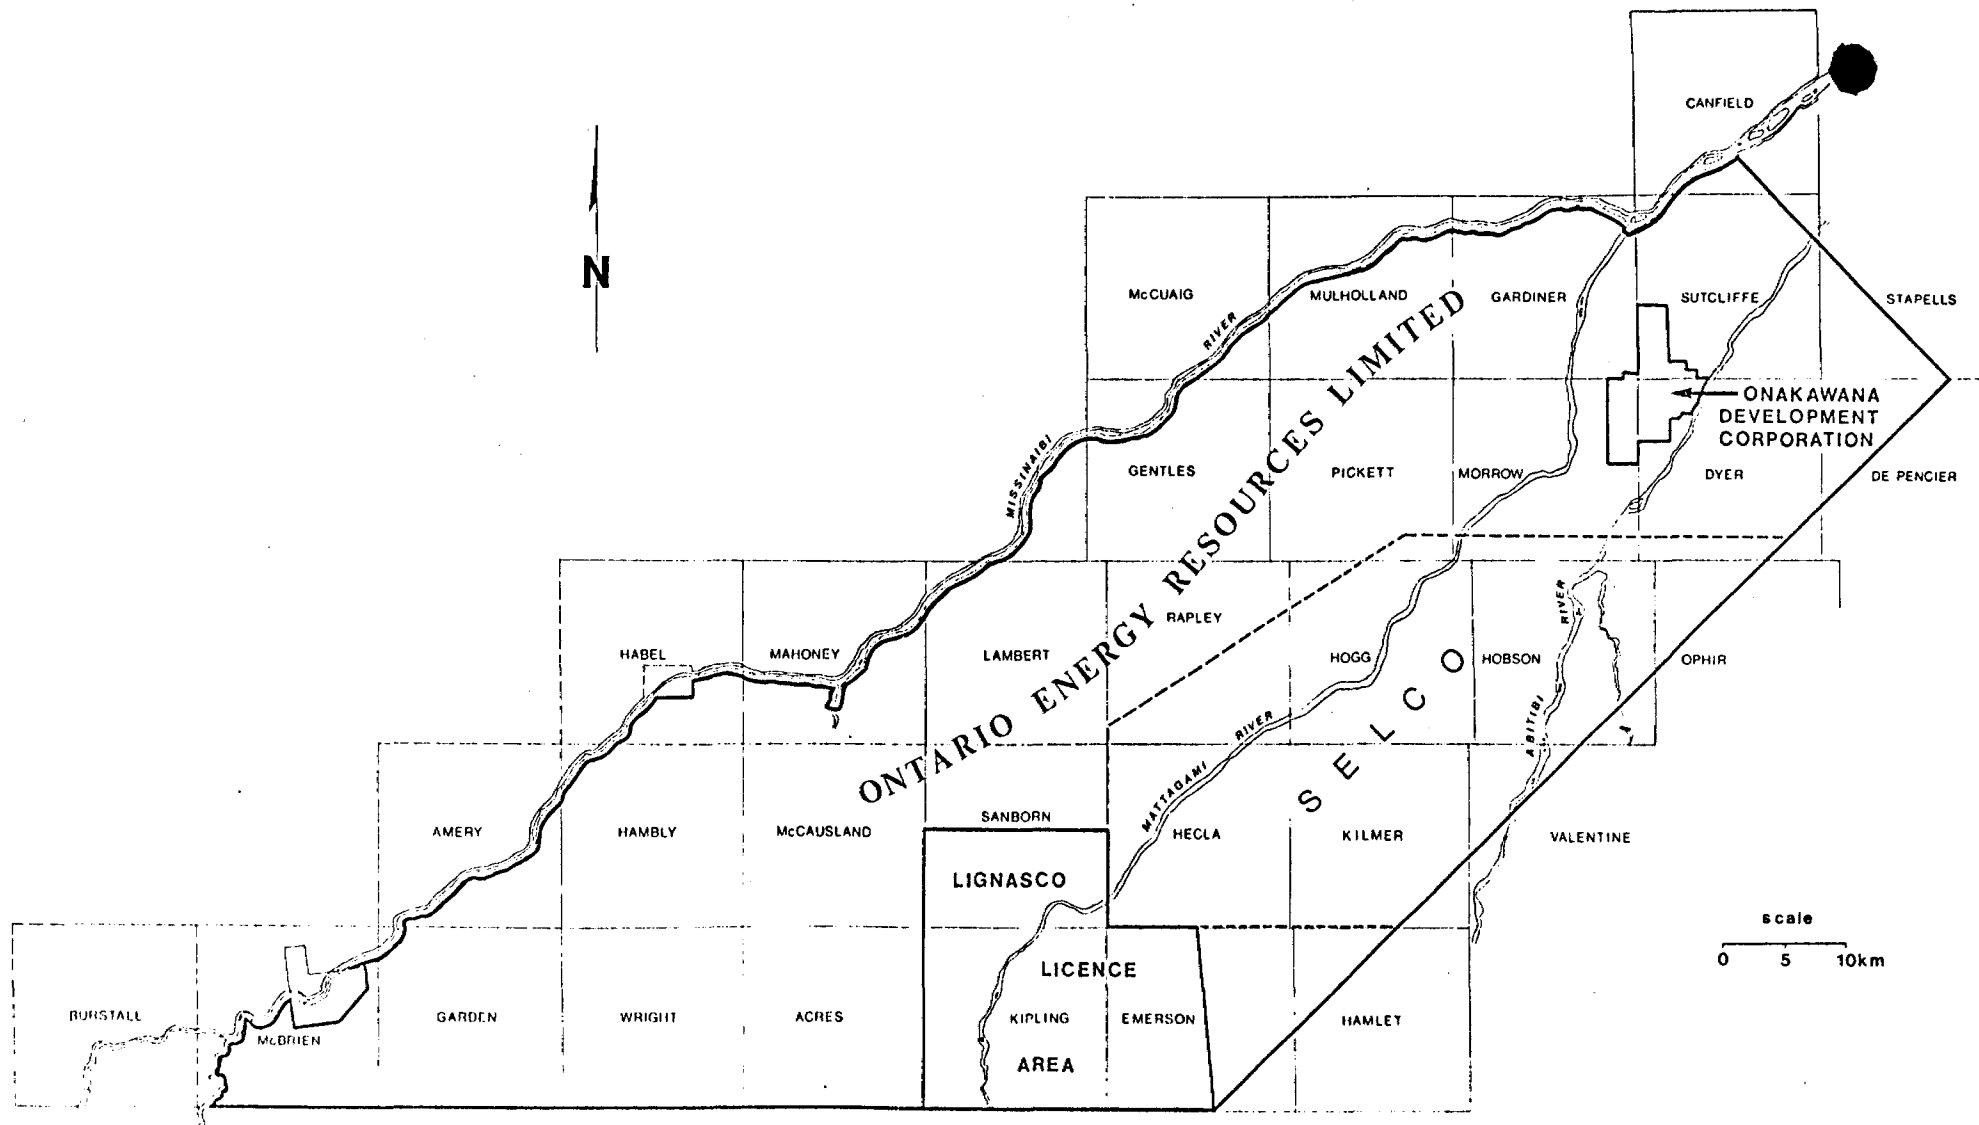 CANFIELD
N
McCUAIG
MULHOLLAND
GARDINER
SUTCLIFFE
STAPELLS
RIVER
ONAKAWANA
DEVELOPMENT
CORPORATION
MISSINAIBI
GENTLES
PICKETT
MORROW
DYER
DE PENCIER
ONTARIO ENERGY RESOURCES LIMITED
RAPLEY
HABEL
MAHONEY
LAMBERT
HOGG
HOBSON
OPHIR
RIVER
ABITIBI
RIVER
MATTAGAMI
SELCO
AMERY
HAMBLY
McCAUSLAND
SANBORN
HECLA
KILMER
VALENTINE
LIGNASCO
LICENCE
AREA
scale
0 5 10km
BURSTALL
McBRIEN
GARDEN
WRIGHT
ACRES
KIPLING
EMERSON
HAMLET